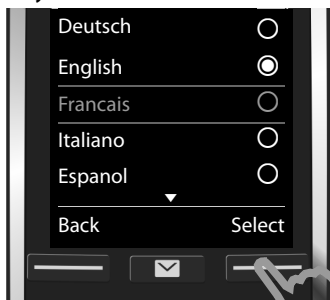 Deutsch
English
Francais
Italiano
Espanol
Back Select